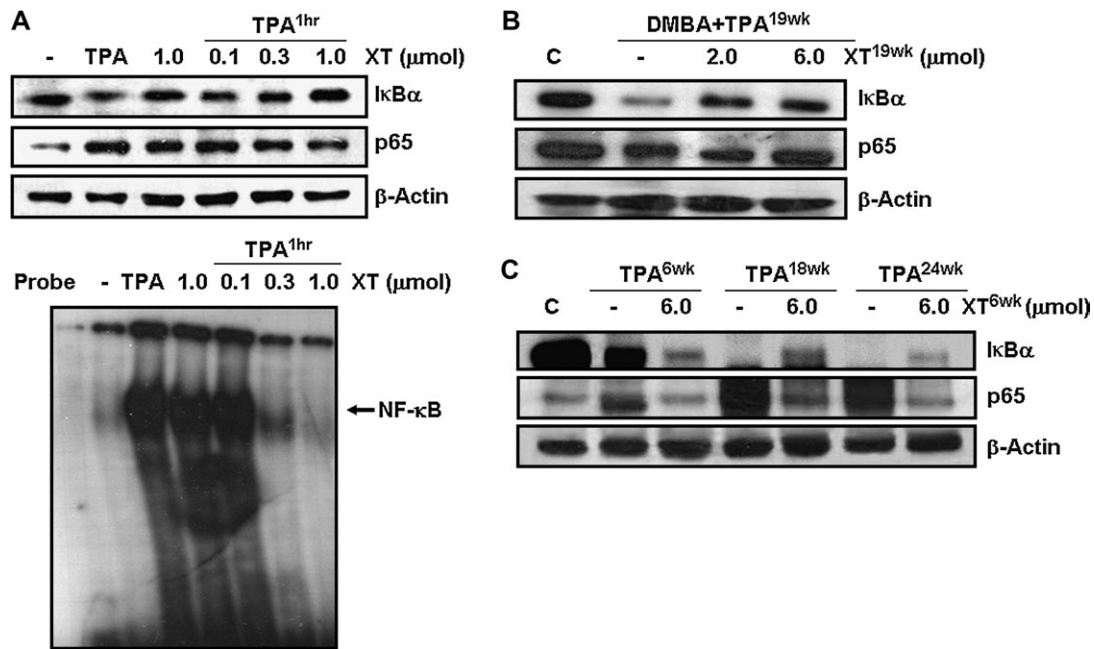 A
TPA1hr
- TPA 1.0 0.1 0.3 1.0 XT (μmol)
IκBα
p65
β-Actin
TPA1hr
Probe - TPA 1.0 0.1 0.3 1.0 XT (μmol)
NF-κB
B
DMBA+TPA19wk
C - 2.0 6.0 XT19wk (μmol)
IκBα
p65
β-Actin
C
TPA6wk TPA18wk TPA24wk
C - 6.0 - 6.0 - 6.0 XT6wk (μmol)
IκBα
p65
β-Actin